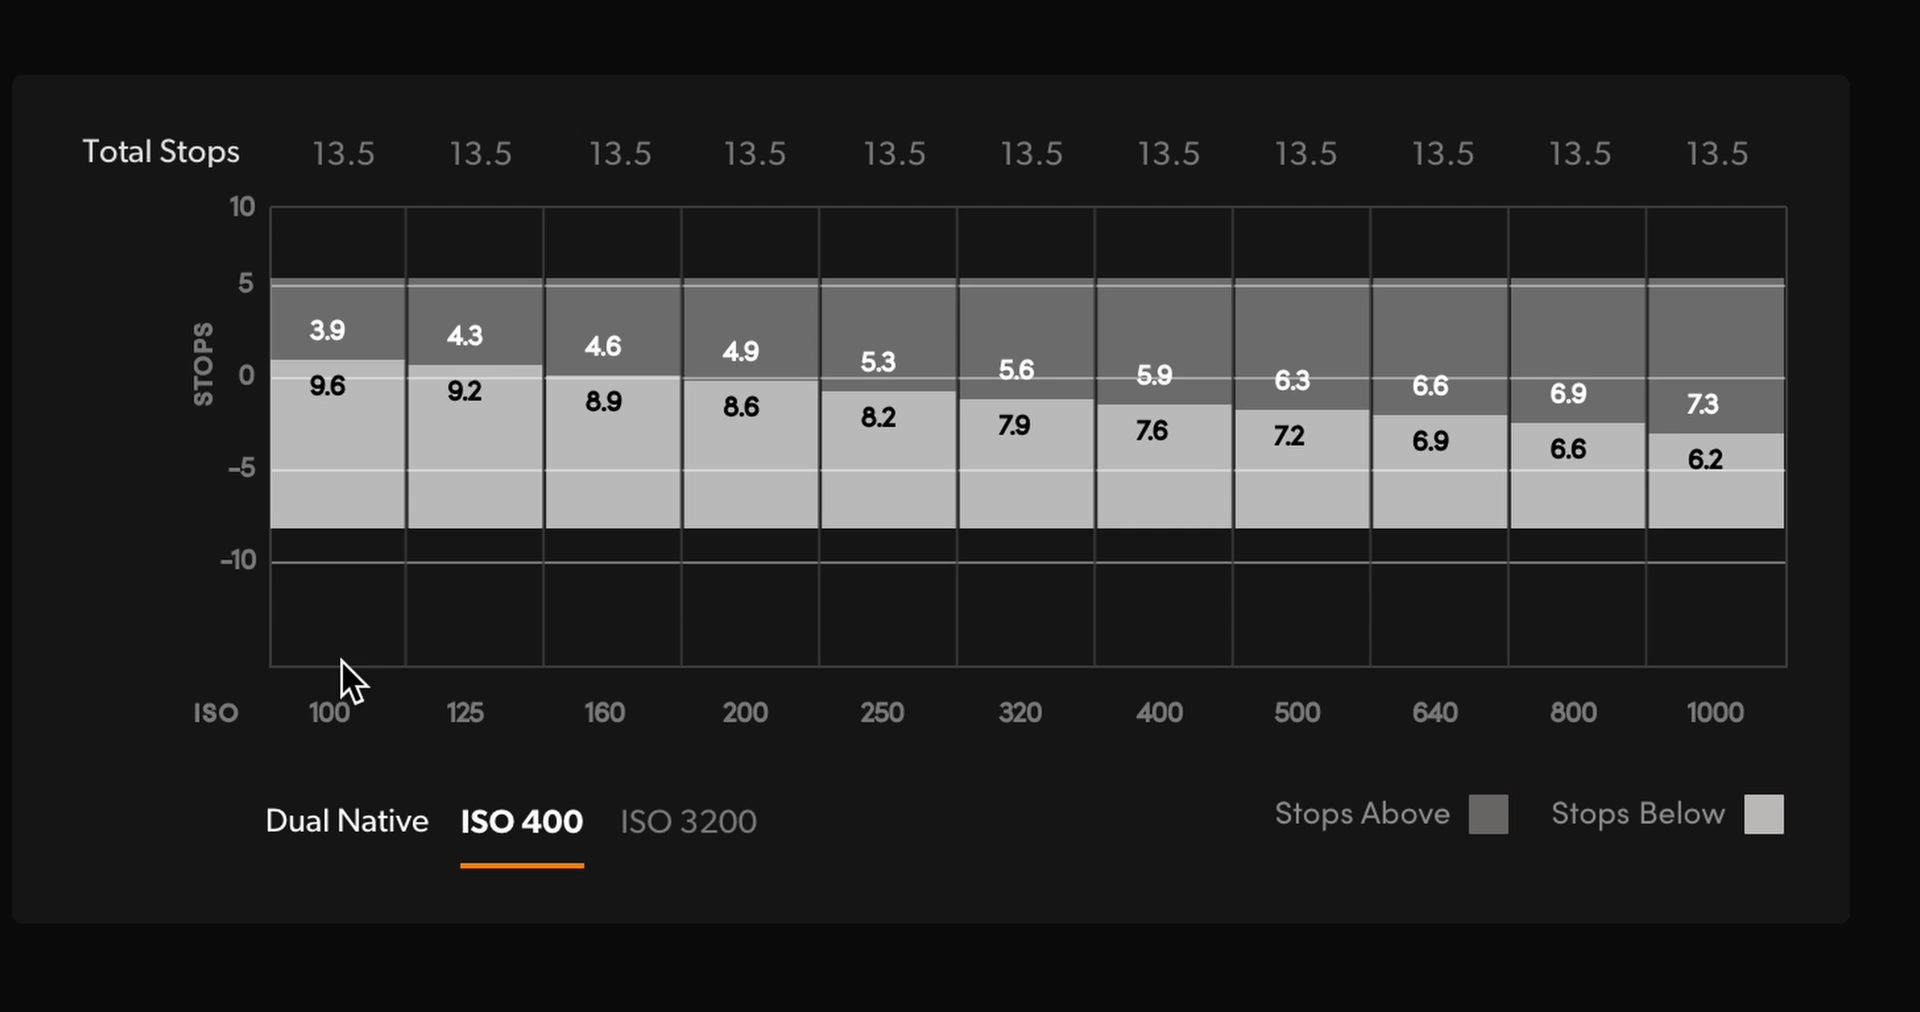 Total Stops 13.5 13.5 13.5 13.5 13.5 13.5 13.5 13.5 13.5 13.5 13.5
10
5
3.9 4.3 4.6 4.9 5.3 5.6 5.9 6.3 6.6 6.9 7.3
STOPS
0
9.6 9.2 8.9 8.6 8.2 7.9 7.6 7.2 6.9 6.6 6.2
-5
-10
ISO 100 125 160 200 250 320 400 500 640 800 1000
Dual Native ISO 400 ISO 3200 Stops Above Stops Below